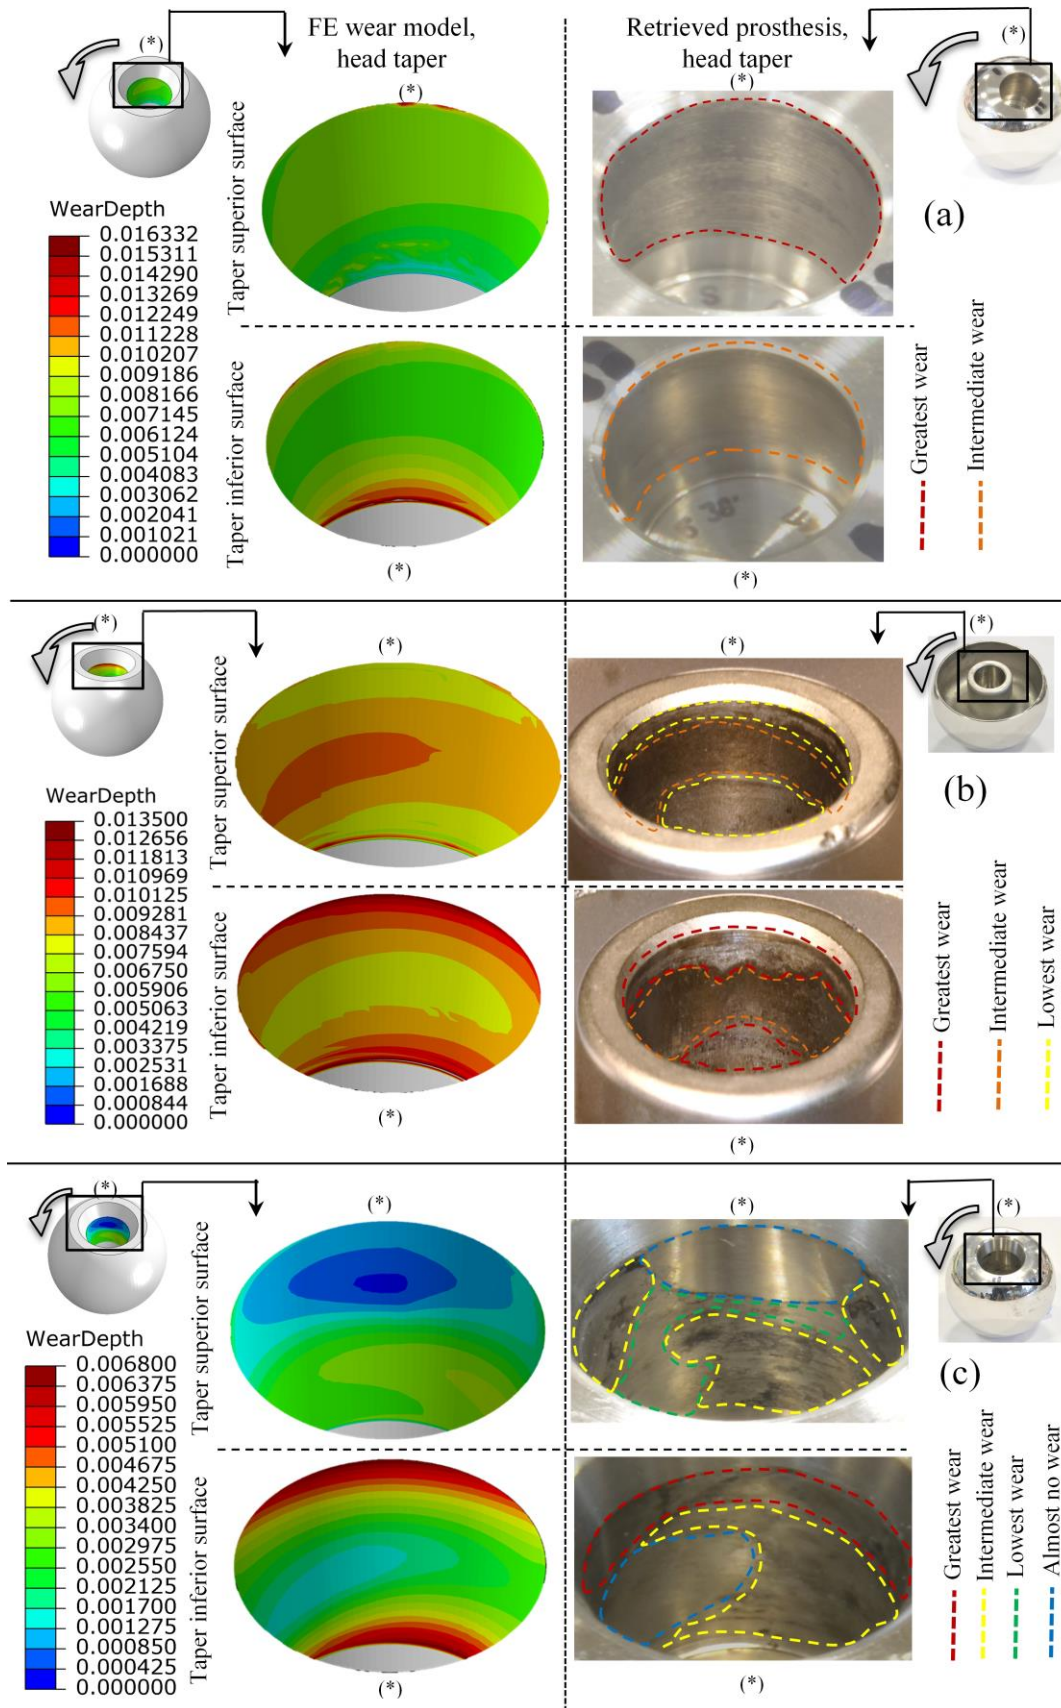 FE wear model,
head taper
(*)
(*)
Retrieved prosthesis,
head taper
(*)
(*)
WearDepth
0.016332
0.015311
0.014290
0.013269
0.012249
0.011228
0.010207
0.009186
0.008166
0.007145
0.006124
0.005104
0.004083
0.003062
0.002041
0.001021
0.000000
Taper superior surface
Taper inferior surface
(*)
S
S 38°
(*)
(a)
Greatest wear
Intermediate wear
(*)
(*)
(*)
(*)
WearDepth
0.013500
0.012656
0.011813
0.010969
0.010125
0.009281
0.008437
0.007594
0.006750
0.005906
0.005063
0.004219
0.003375
0.002531
0.001688
0.000844
0.000000
Taper superior surface
Taper inferior surface
(*)
(*)
(b)
Greatest wear
Intermediate wear
Lowest wear
(*)
(*)
(*)
(*)
WearDepth
0.006800
0.006375
0.005950
0.005525
0.005100
0.004675
0.004250
0.003825
0.003400
0.002975
0.002550
0.002125
0.001700
0.001275
0.000850
0.000425
0.000000
Taper superior surface
Taper inferior surface
(*)
(*)
(c)
Greatest wear
Intermediate wear
Lowest wear
Almost no wear